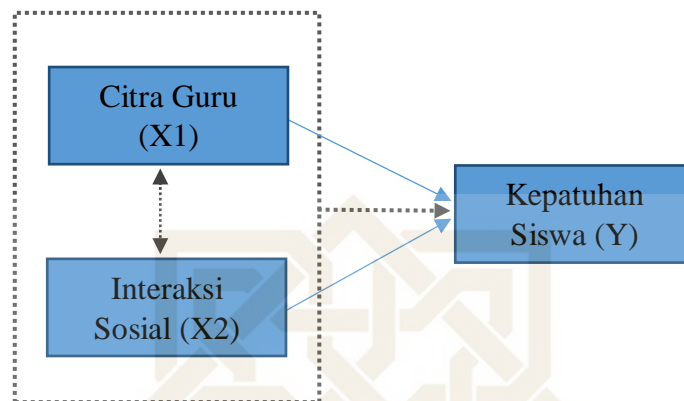 Citra Guru
(X1)
Kepatuhan
Siswa (Y)
Interaksi
Sosial (X2)